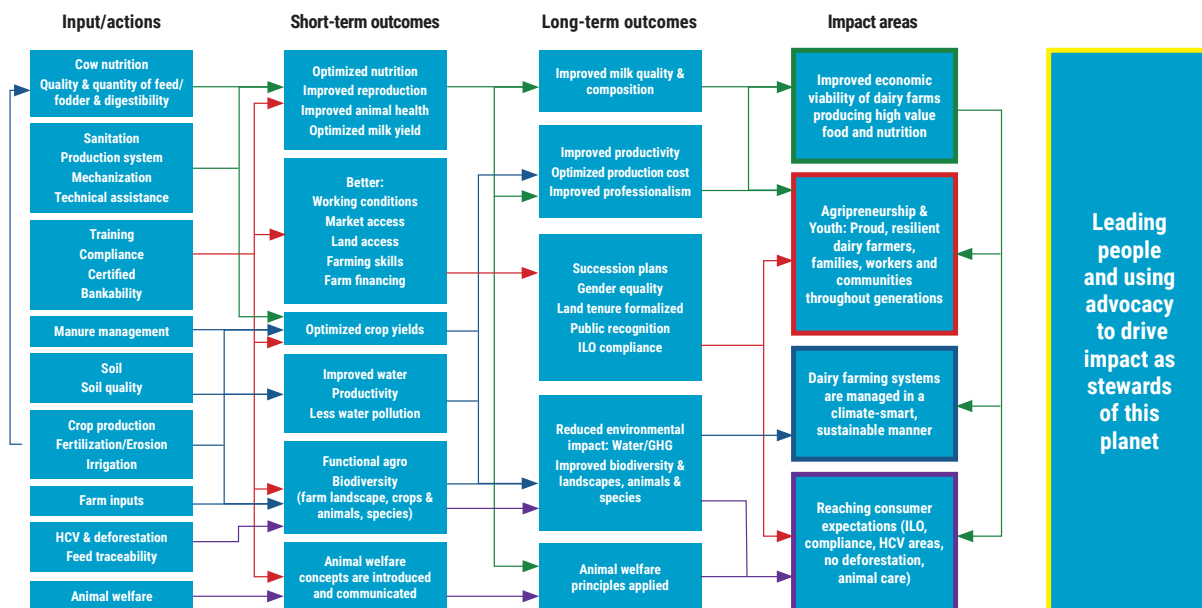 Input/actions
Short-term outcomes
Long-term outcomes
Impact areas
Cow nutrition
Quality & quantity of feed/
fodder & digestibility
Sanitation
Production system
Mechanization
Technical assistance
Training
Compliance
Certified
Bankability
Manure management
Soil
Soil quality
Crop production
Fertilization/Erosion
Irrigation
Farm inputs
HCV & deforestation
Feed traceability
Animal welfare
Optimized nutrition
Improved reproduction
Improved animal health
Optimized milk yield
Better:
Working conditions
Market access
Land access
Farming skills
Farm financing
Optimized crop yields
Improved water
Productivity
Less water pollution
Functional agro
Biodiversity
(farm landscape, crops &
animals, species)
Animal welfare
concepts are introduced
and communicated
Improved milk quality &
composition
Improved productivity
Optimized production cost
Improved professionalism
Succession plans
Gender equality
Land tenure formalized
Public recognition
ILO compliance
Reduced environmental
impact: Water/GHG
Improved biodiversity &
landscapes, animals &
species
Animal welfare
principles applied
Improved economic
viability of dairy farms
producing high value
food and nutrition
Agripreneurship &
Youth: Proud, resilient
dairy farmers,
families, workers and
communities
throughout generations
Dairy farming systems
are managed in a
climate-smart,
sustainable manner
Reaching consumer
expectations (ILO,
compliance, HCV areas,
no deforestation,
animal care)
Leading
people
and using
advocacy
to drive
impact as
stewards
of this
planet